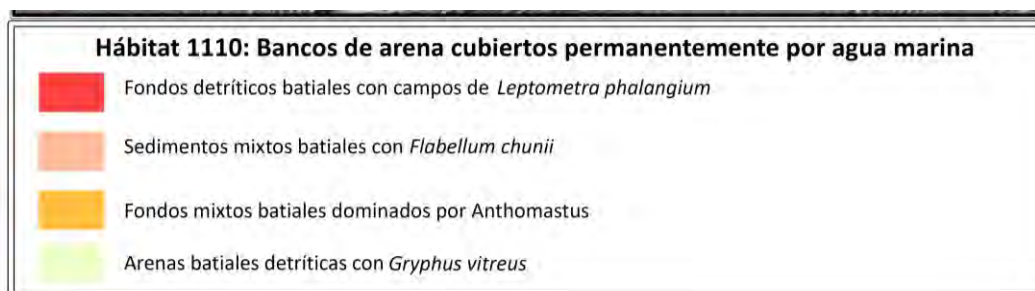 Hábitat 1110: Bancos de arena cubiertos permanentemente por agua marina
Fondos detríticos batiales con campos de Leptometra phalangium
Sedimentos mixtos batiales con Flabellum chunii
Fondos mixtos batiales dominados por Anthomastus
Arenas batiales detríticas con Gryphus vitreus